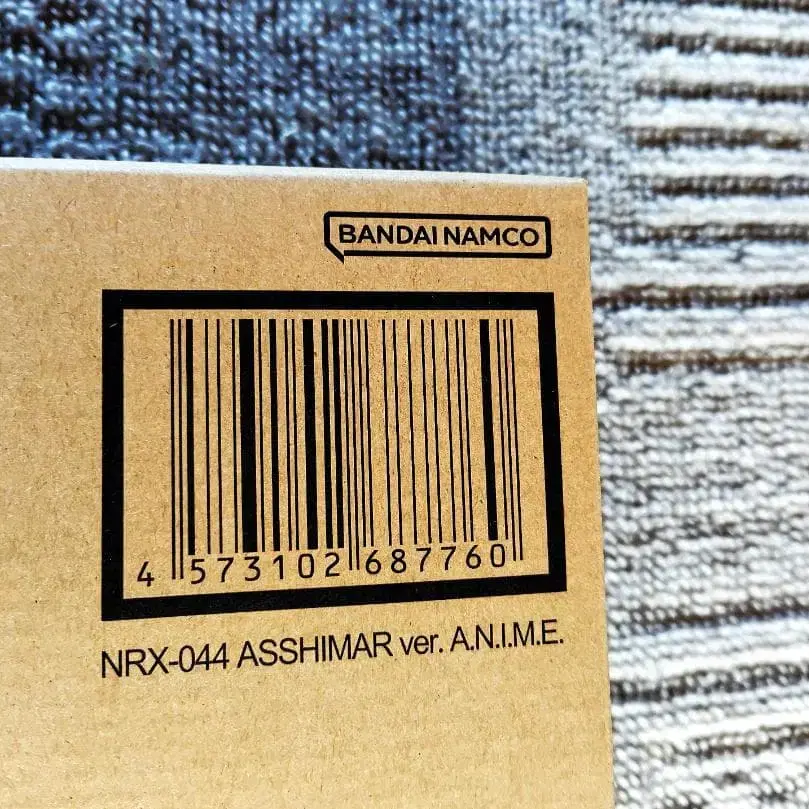 BANDAI NAMCO
4 573102 687760
NRX-044 ASSHIMAR ver. A.N.I.M.E.